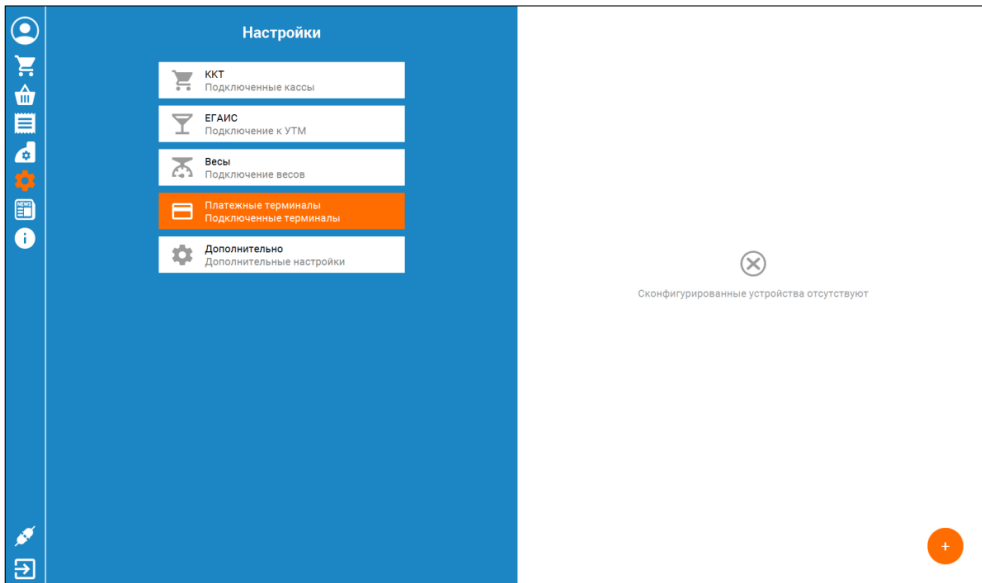 Настройки
ККТ
Подключенные кассы
ЕГАИС
Подключение к УТМ
Весы
Подключение весов
Платежные терминалы
Подключенные терминалы
Дополнительно
Дополнительные настройки
NEWS
Сконфигурированные устройства отсутствуют
+